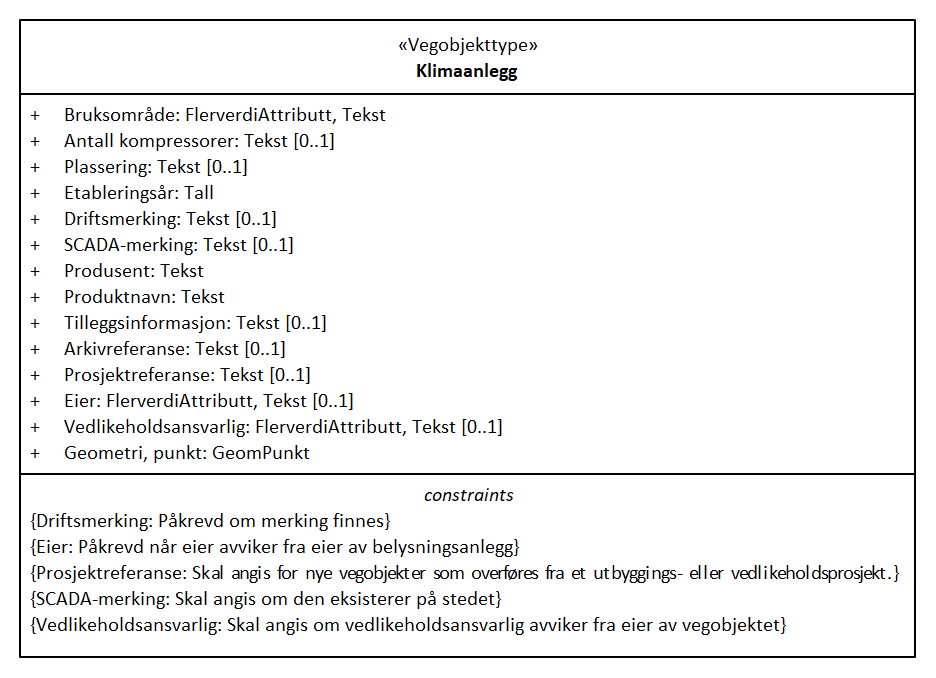 «Vegobjekttype»
Klimaanlegg
+ Bruksområde: FlerverdiAttributt, Tekst
+ Antall kompressorer: Tekst [0..1]
+ Plassering: Tekst [0..1]
+ Etableringsår: Tall
+ Driftsmerking: Tekst [0..1]
+ SCADA-merking: Tekst [0..1]
+ Produsent: Tekst
+ Produktnavn: Tekst
+ Tilleggsinformasjon: Tekst [0..1]
+ Arkivreferanse: Tekst [0..1]
+ Prosjektreferanse: Tekst [0..1]
+ Eier: FlerverdiAttributt, Tekst [0..1]
+ Vedlikeholdsansvarlig: FlerverdiAttributt, Tekst [0..1]
+ Geometri, punkt: GeomPunkt
constraints
{Driftsmerking: Påkrevd om merking finnes}
{Eier: Påkrevd når eier avviker fra eier av belysningsanlegg}
{Prosjektreferanse: Skal angis for nye vegobjekter som overføres fra et utbyggings- eller vedlikeholdsprosjekt.}
{SCADA-merking: Skal angis om den eksisterer på stedet}
{Vedlikeholdsansvarlig: Skal angis om vedlikeholdsansvarlig avviker fra eier av vegobjektet}